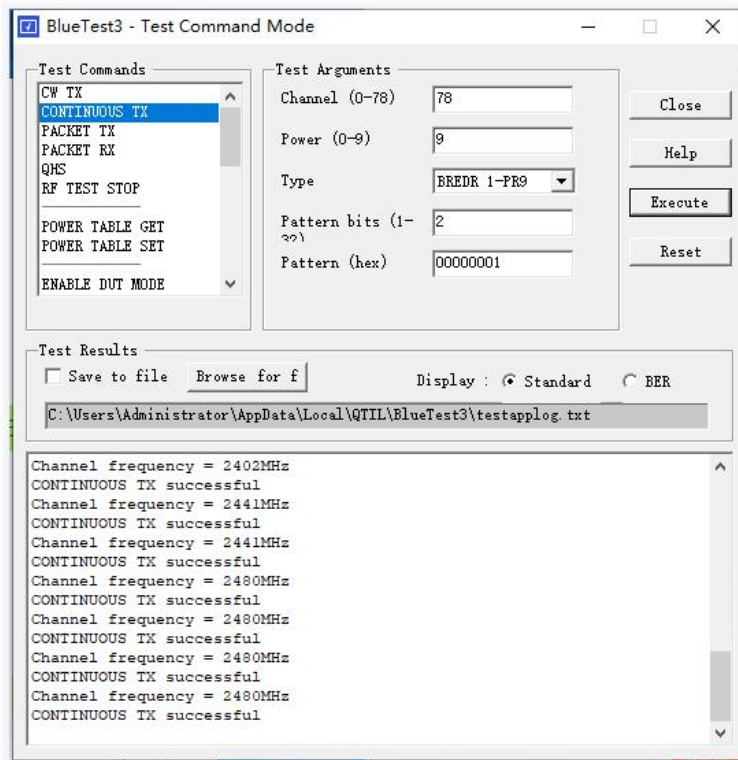 BlueTest3 - Test Command Mode
Test Commands
CW TX
CONTINUOUS TX
PACKET TX
PACKET RX
QHS
RF TEST STOP
POWER TABLE GET
POWER TABLE SET
ENABLE DUT MODE
Test Arguments
Channel (0-78) 78
Power (0-9) 9
Type BREDR 1-PR9
Pattern bits (1-32) 2
Pattern (hex) 00000001
Close
Help
Execute
Reset
Test Results
Save to file Browse for f Display : Standard BER
C:\Users\Administrator\AppData\Local\QTIL\BlueTest3\testapplog.txt
Channel frequency = 2402MHz
CONTINUOUS TX successful
Channel frequency = 2441MHz
CONTINUOUS TX successful
Channel frequency = 2441MHz
CONTINUOUS TX successful
Channel frequency = 2480MHz
CONTINUOUS TX successful
Channel frequency = 2480MHz
CONTINUOUS TX successful
Channel frequency = 2480MHz
CONTINUOUS TX successful
Channel frequency = 2480MHz
CONTINUOUS TX successful